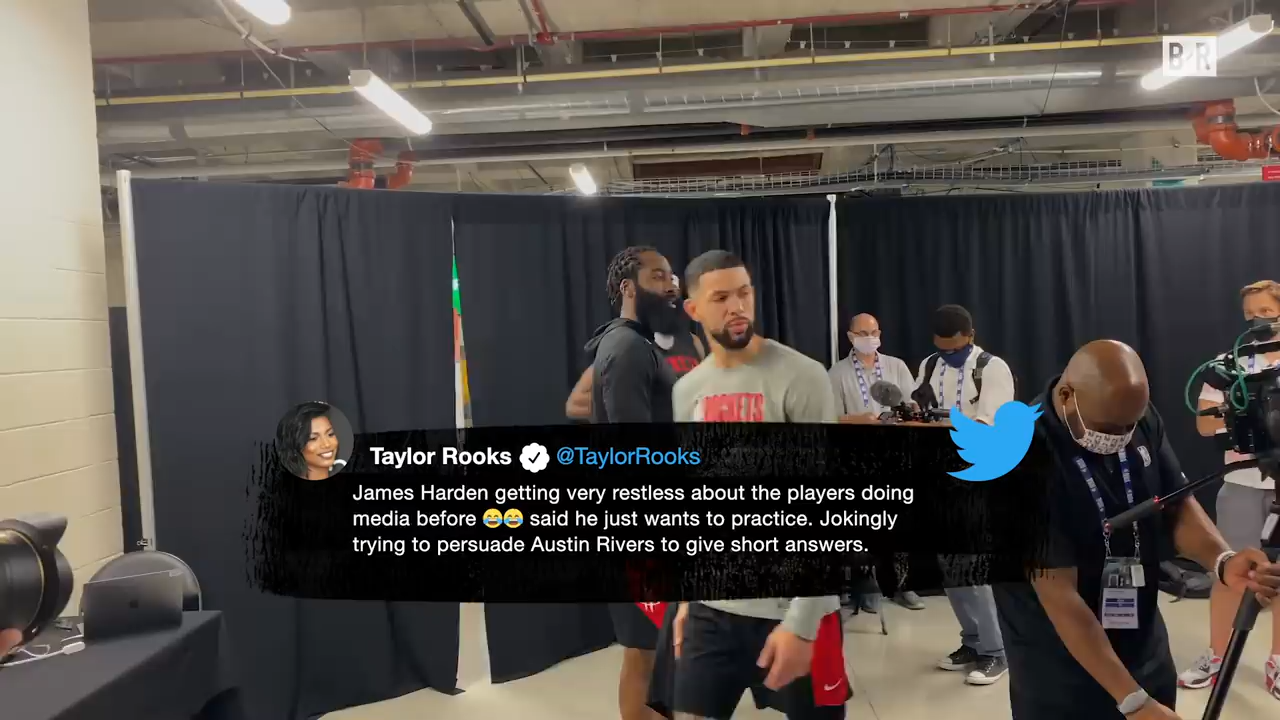 B/R
Taylor Rooks @TaylorRooks
James Harden getting very restless about the players doing
media before 😂😂 said he just wants to practice. Jokingly
trying to persuade Austin Rivers to give short answers.